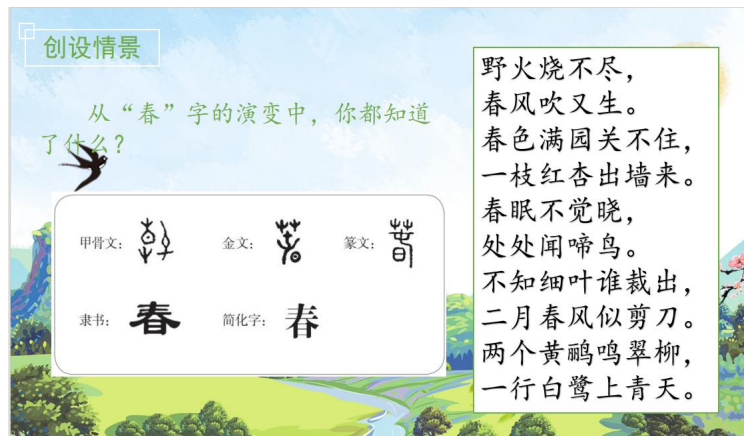 创设情景
从“春”字的演变中，你都知道
了什么？
甲骨文：
金文：
篆文：
隶书：春
简化字：春
野火烧不尽，
春风吹又生。
春色满园关不住，
一枝红杏出墙来。
春眠不觉晓，
处处闻啼鸟。
不知细叶谁裁出，
二月春风似剪刀。
两个黄鹂鸣翠柳，
一行白鹭上青天。